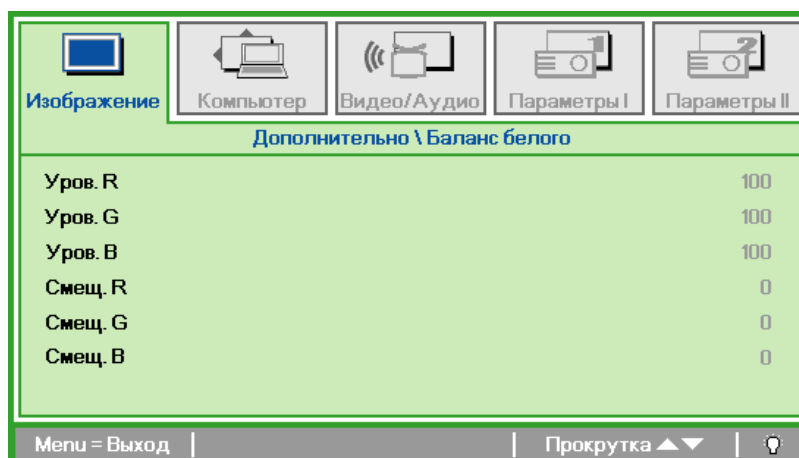 Изображение Компьютер Видео/Аудио Параметры I Параметры II
Дополнительно \ Баланс белого
Уров. R 100
Уров. G 100
Уров. B 100
Смещ. R 0
Смещ. G 0
Смещ. B 0
Menu = Выход Прокрутка